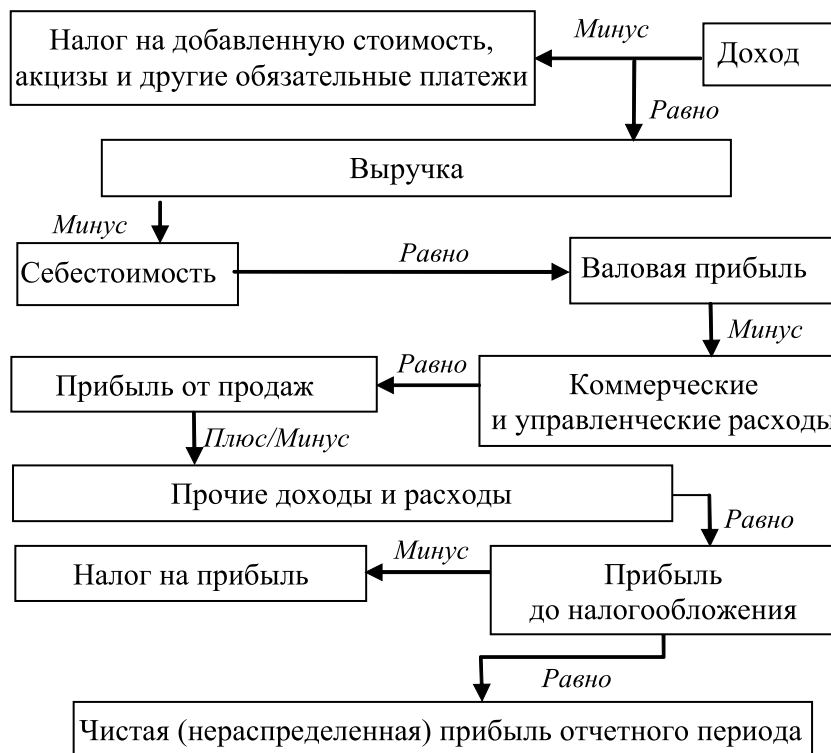 Налог на добавленную стоимость,
акцизы и другие обязательные платежи
Минус
Доход
Равно
Выручка
Минус
Себестоимость
Равно
Валовая прибыль
Минус
Прибыль от продаж
Равно
Коммерческие
и управленческие расходы
Плюс/Минус
Прочие доходы и расходы
Равно
Налог на прибыль
Минус
Прибыль
до налогообложения
Равно
Чистая (нераспределенная) прибыль отчетного периода